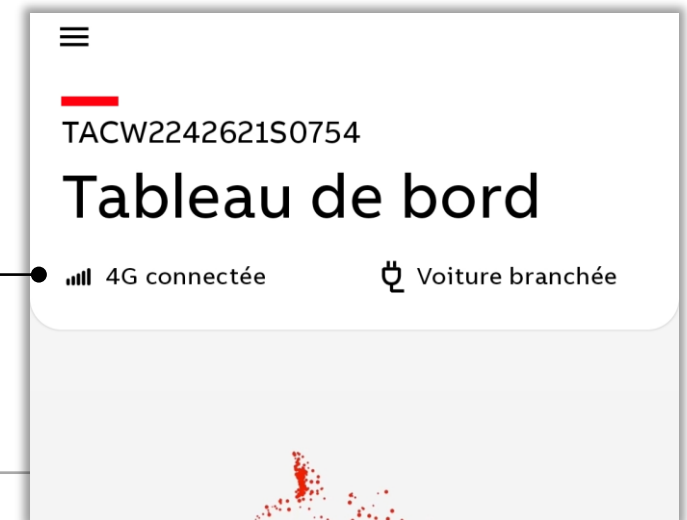 TACW2242621S0754
Tableau de bord
4G connectée
Voiture branchée